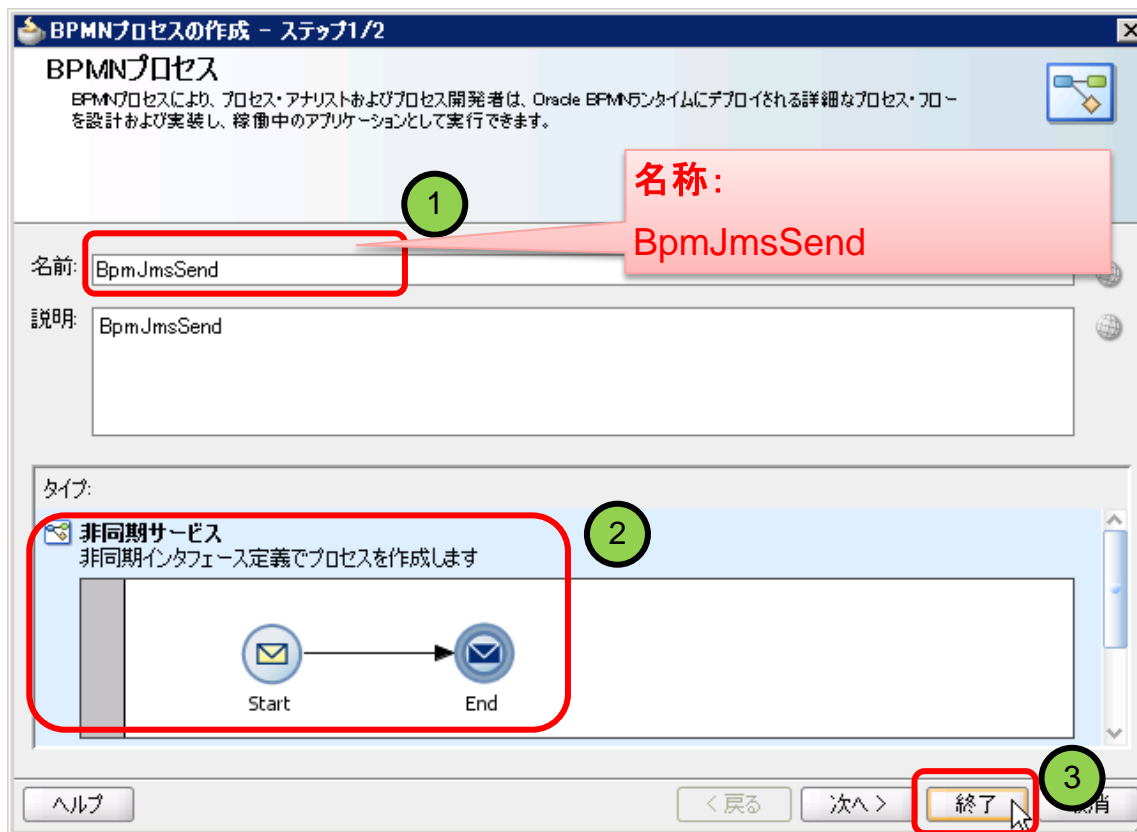 BPMNプロセスの作成 - ステップ1/2
BPMNプロセス
BPMNプロセスにより、プロセス・アナリストおよびプロセス開発者は、Oracle BPMNランタイムにデプロイされる詳細なプロセス・フロー
を設計および実装し、稼働中のアプリケーションとして実行できます。
名称:
BpmJmsSend
1
名前:
BpmJmsSend
説明:
BpmJmsSend
タイプ:
非同期サービス
2
非同期インタフェース定義でプロセスを作成します
Start
End
3
ヘルプ
< 戻る
次へ >
終了
消